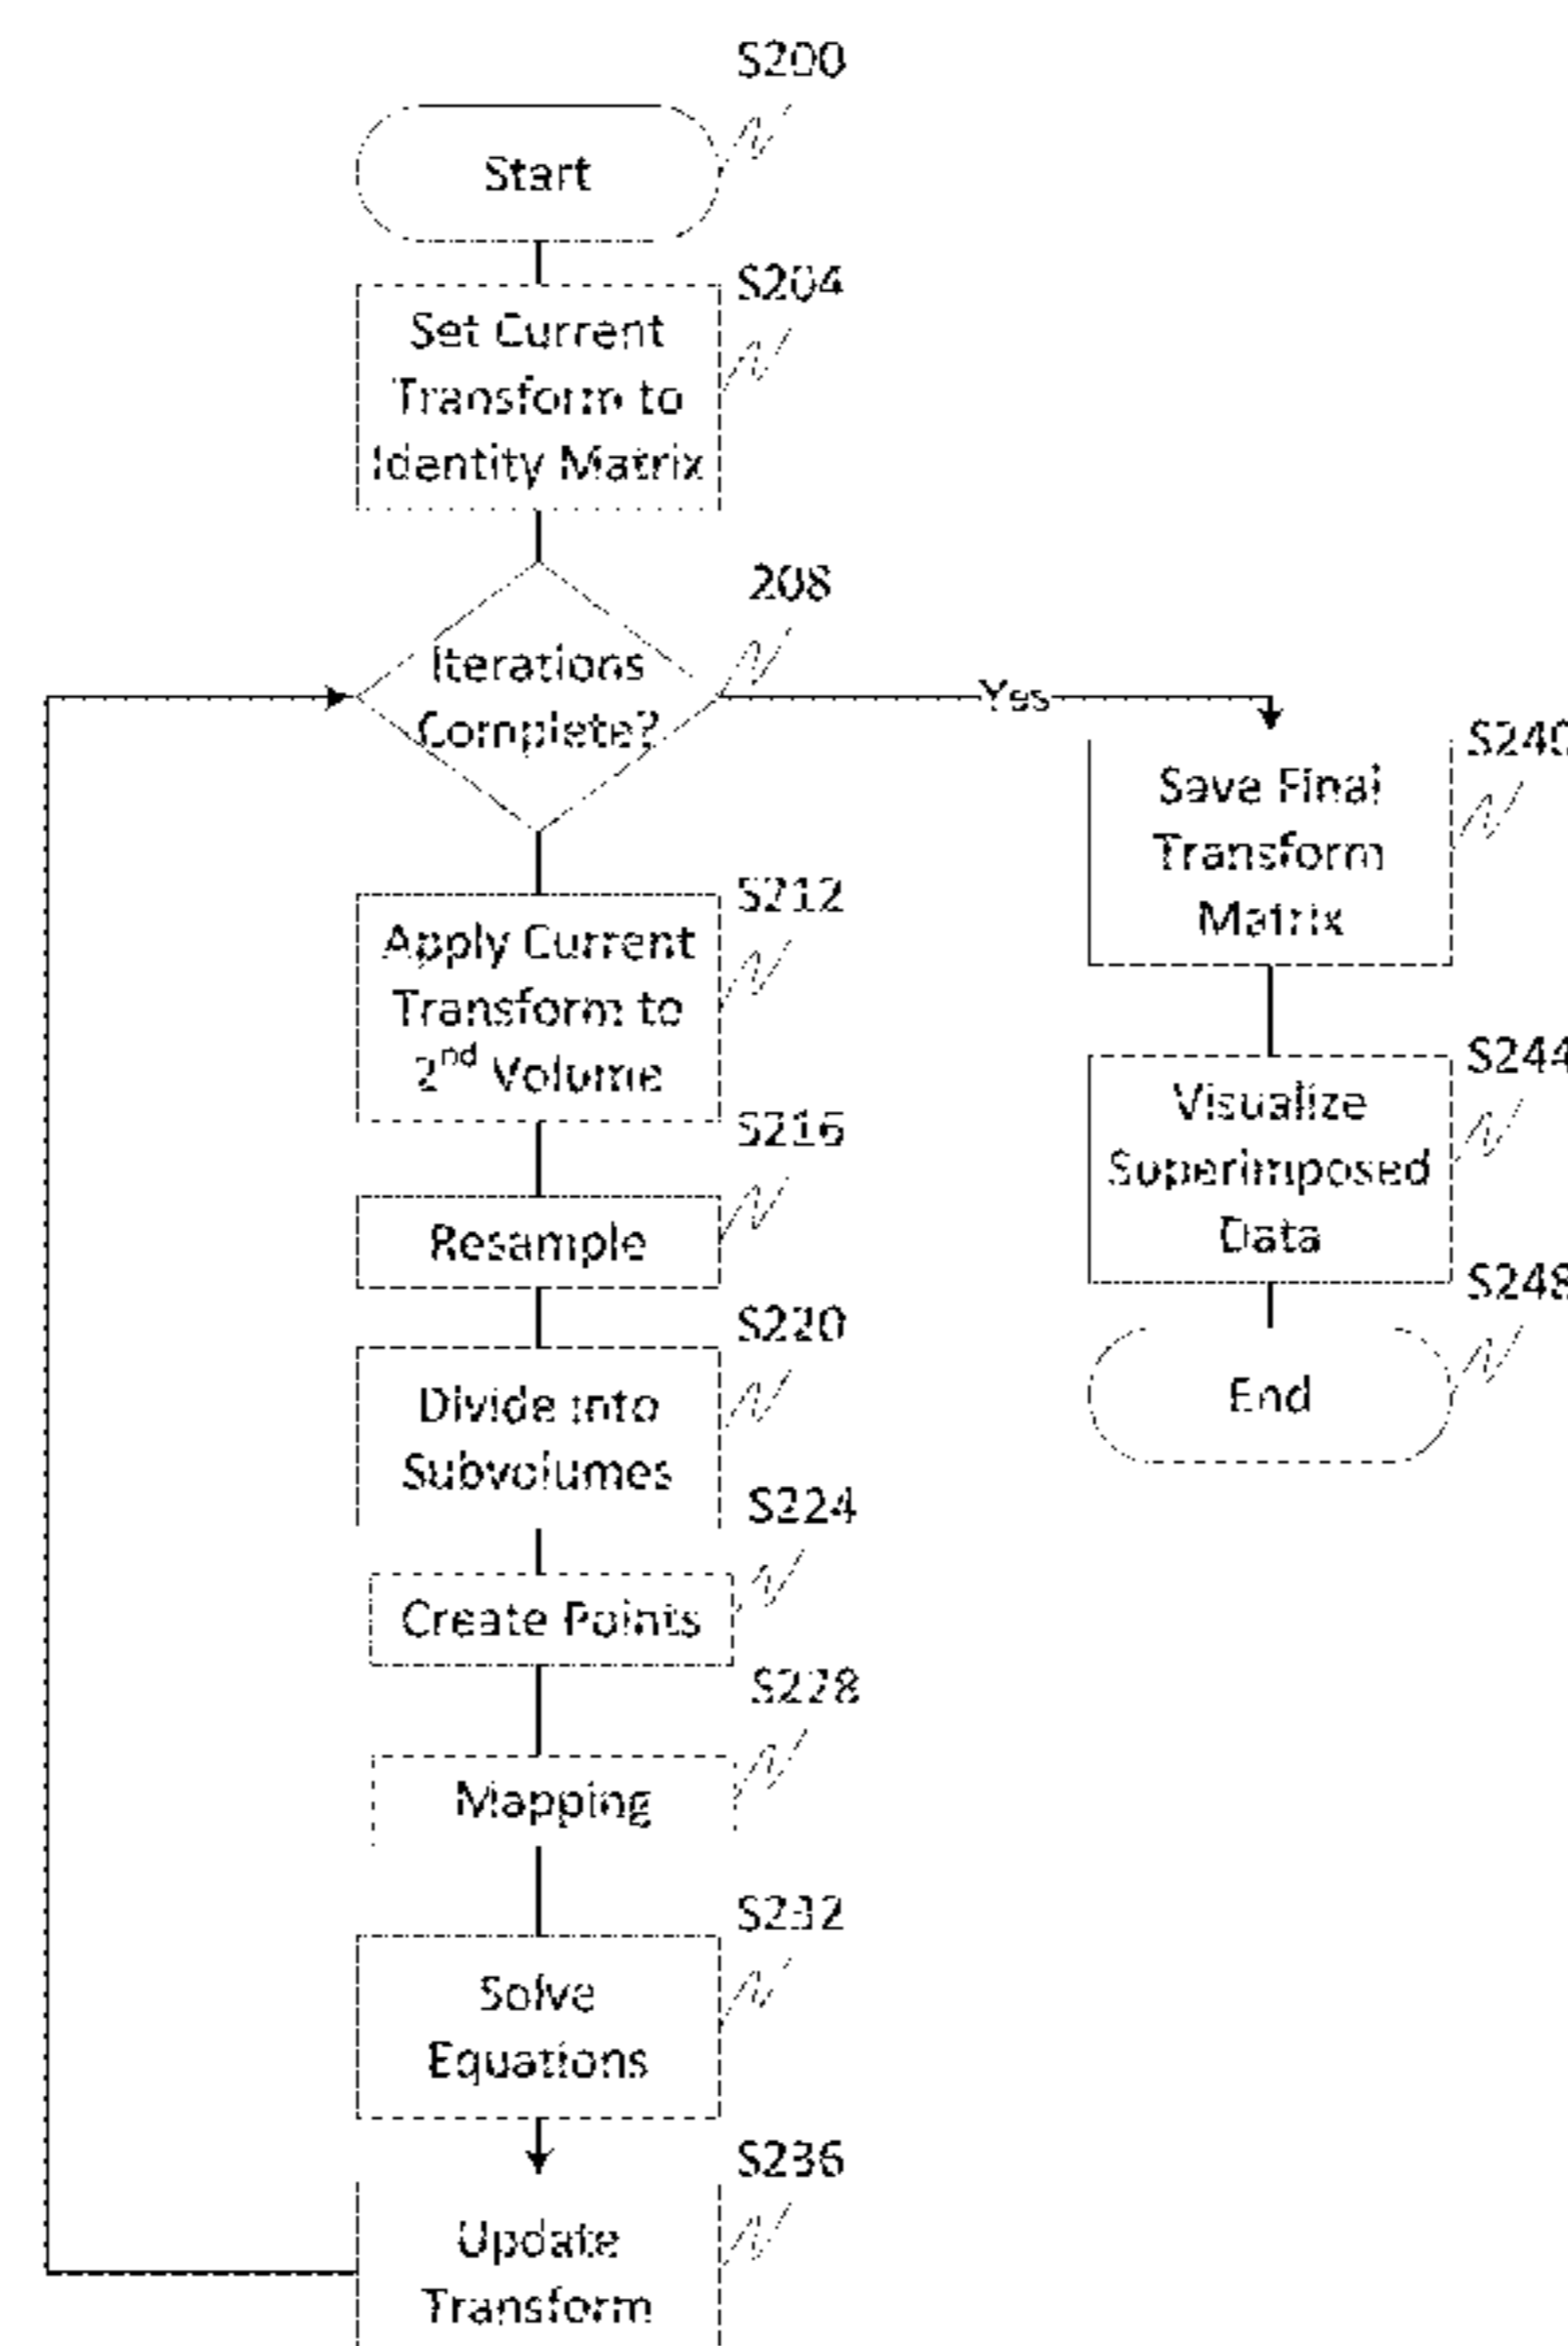 S200
Start
S204
Set Current
Transform to
Identity Matrix
208
Iterations
Complete?
Yes
S240
Save Final
Transform
Matrix
S212
Apply Current
Transform to
2nd Volume
S244
Visualize
Superimposed
Data
S216
Resample
S248
End
S220
Divide into
Subvolumes
S224
Create Points
S228
Mapping
S232
Solve
Equations
S236
Update
Transform